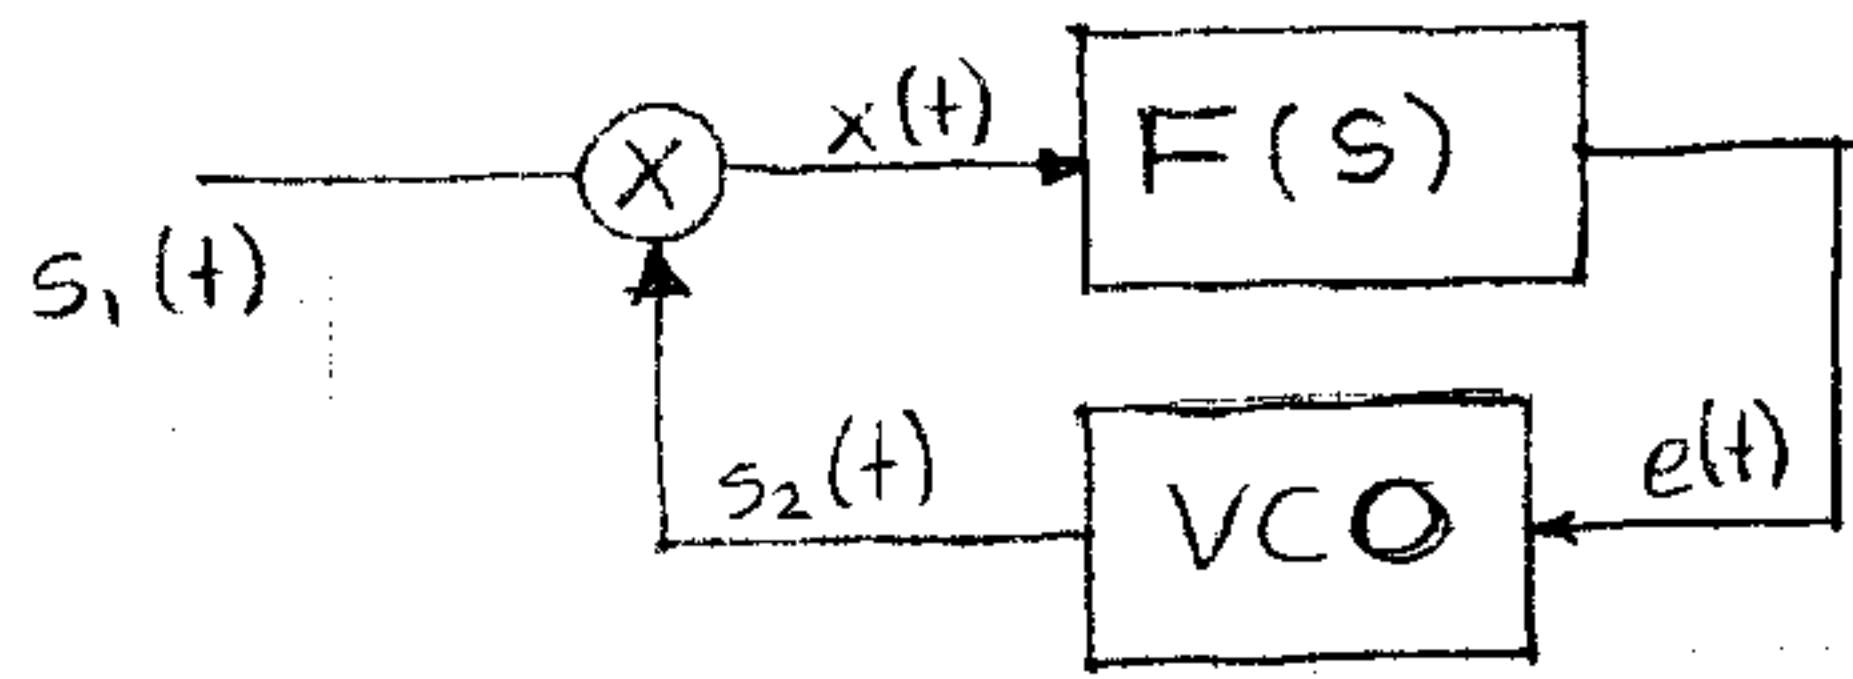 x(t)
F(S)
X
s₁(t)
s₂(t)
VCO
e(t)